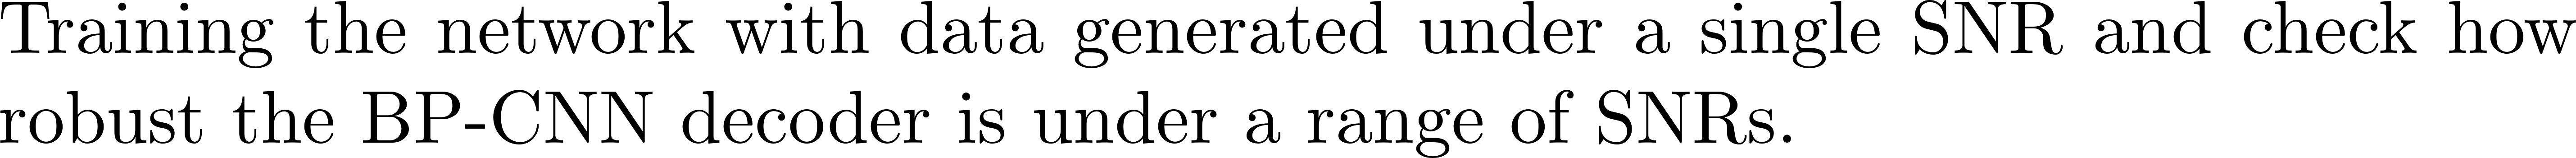 Training the network with data generated under a single SNR and check how
robust the BP-CNN decoder is under a range of SNRs.